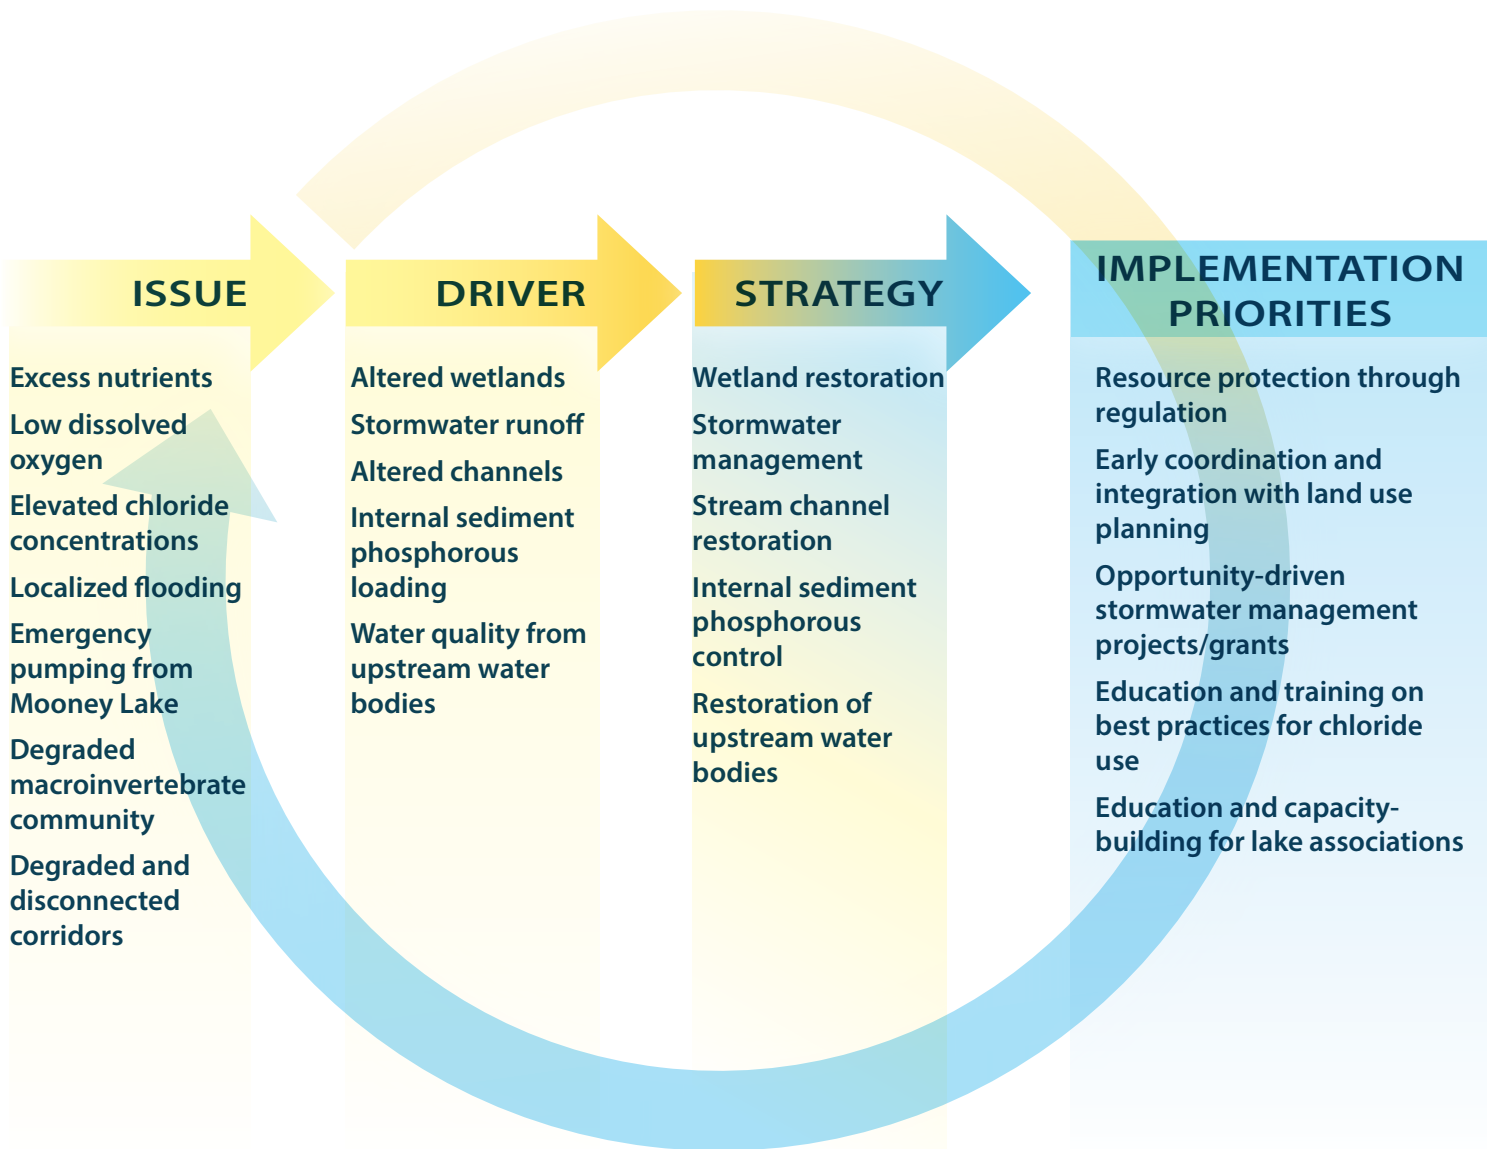 ISSUE
Excess nutrients
Low dissolved
oxygen
Elevated chloride
concentrations
Localized flooding
Emergency
pumping from
Mooney Lake
Degraded
macroinvertebrate
community
Degraded and
disconnected
corridors
DRIVER
Altered wetlands
Stormwater runoff
Altered channels
Internal sediment
phosphorous
loading
Water quality from
upstream water
bodies
STRATEGY
Wetland restoration
Stormwater
management
Stream channel
restoration
Internal sediment
phosphorous
control
Restoration of
upstream water
bodies
IMPLEMENTATION
PRIORITIES
Resource protection through
regulation
Early coordination and
integration with land use
planning
Opportunity-driven
stormwater management
projects/grants
Education and training on
best practices for chloride
use
Education and capacity-
building for lake associations